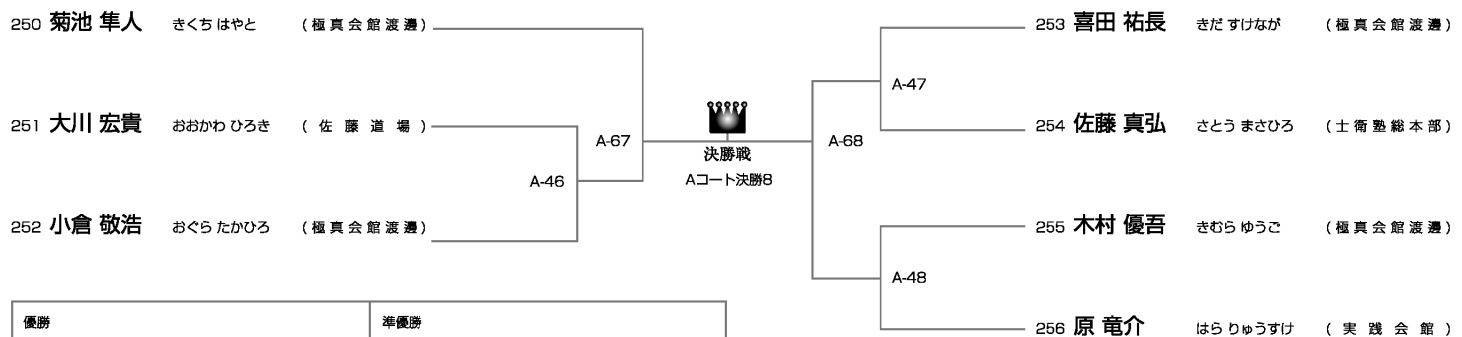 250 菊池 隼人 きくち はやと (極真会館渡邊)
251 大川 宏貴 おおかわ ひろき (佐藤道場)
252 小倉 敬浩 おぐら たかひろ (極真会館渡邊)
A-46
A-67
決勝戦
Aコート決勝8
A-68
A-47
A-48
253 喜田 祐長 きだ すけなが (極真会館渡邊)
254 佐藤 真弘 さとう まさひろ (士衛塾総本部)
255 木村 優吾 きむら ゆうご (極真会館渡邊)
256 原 竜介 はら りゅうすけ (実践会館)
優勝
準優勝